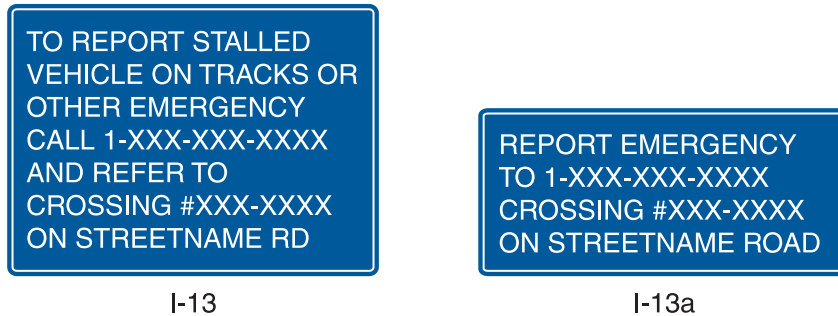 TO REPORT STALLED
VEHICLE ON TRACKS OR
OTHER EMERGENCY
CALL 1-XXX-XXX-XXXX
AND REFER TO
CROSSING #XXX-XXXX
ON STREETNAME RD
I-13
REPORT EMERGENCY
TO 1-XXX-XXX-XXXX
CROSSING #XXX-XXXX
ON STREETNAME ROAD
I-13a